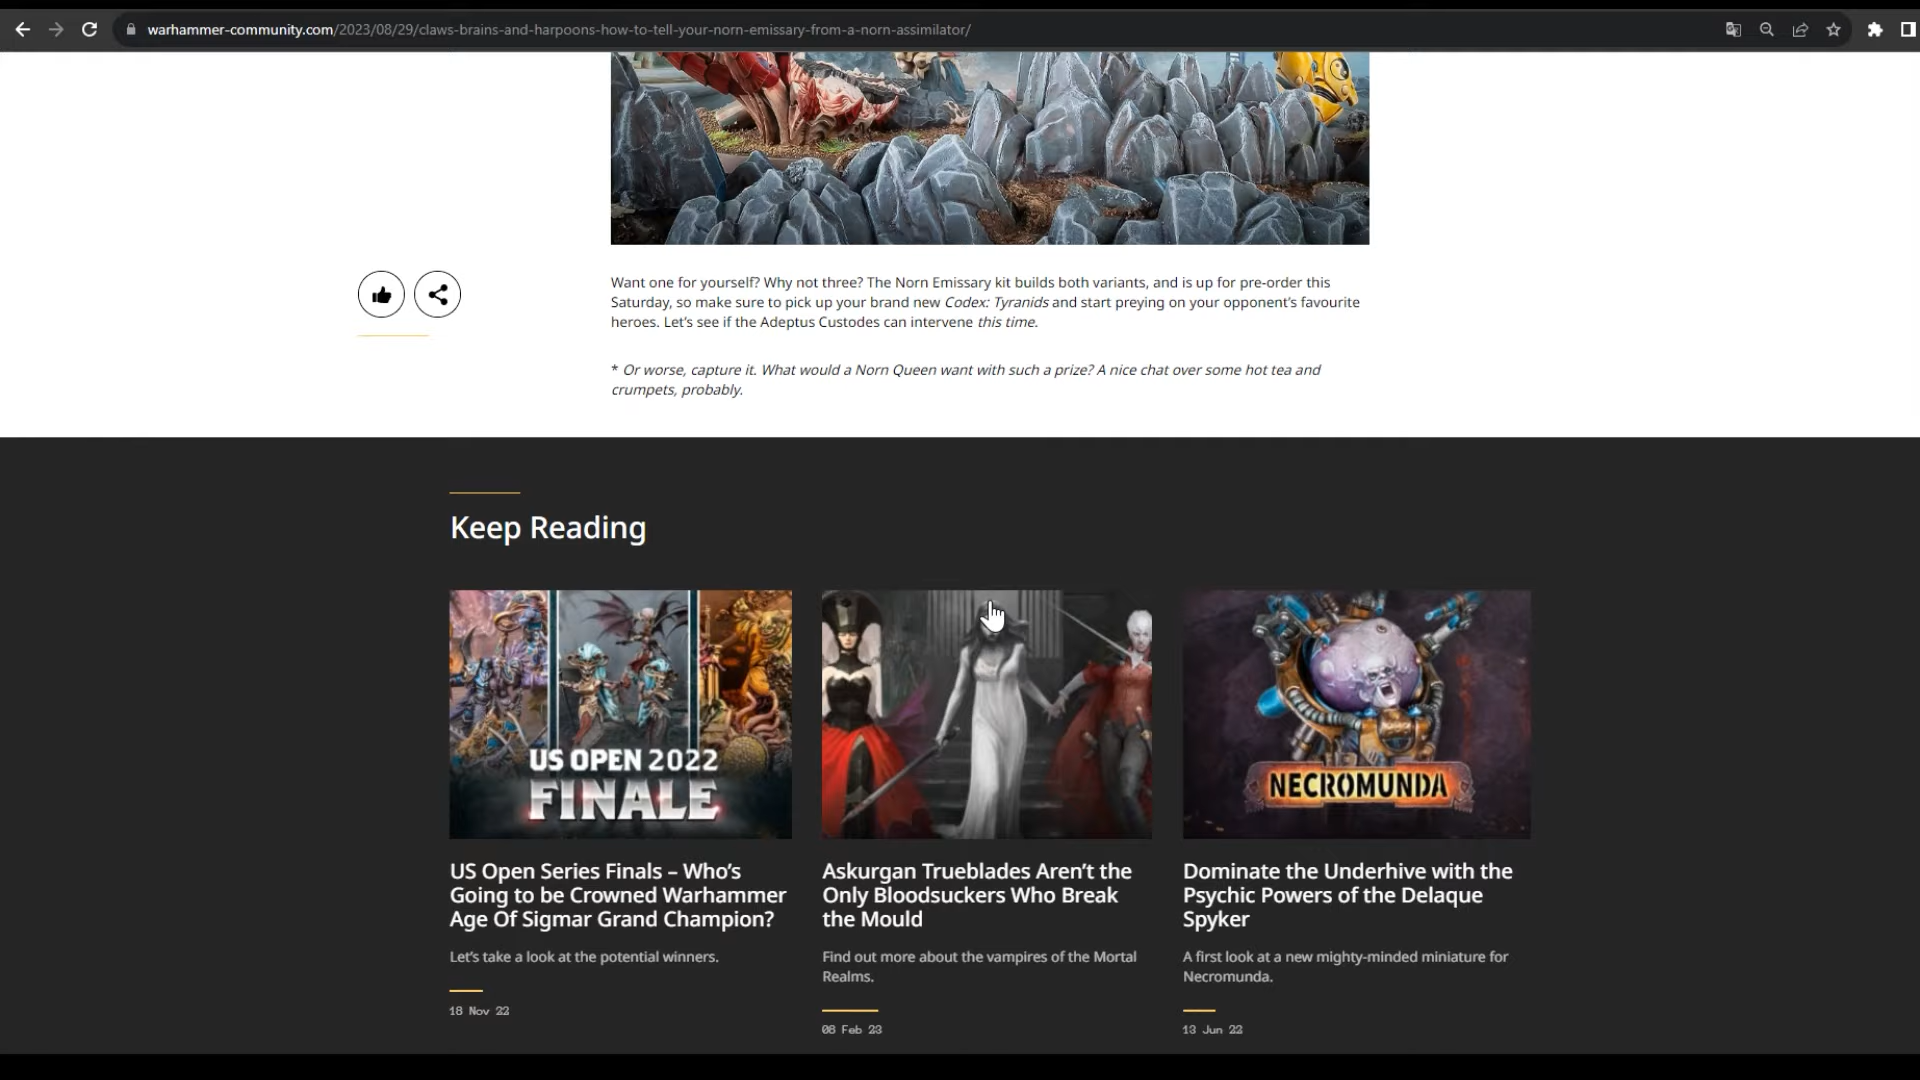 warhammer-community.com/2023/08/29/claws-brains-and-harpoons-how-to-tell-your-norn-emissary-from-a-norn-assimilator/
Want one for yourself? Why not three? The Norn Emissary kit builds both variants, and is up for pre-order this
Saturday, so make sure to pick up your brand new Codex: Tyranids and start preying on your opponent’s favourite
heroes. Let’s see if the Adeptus Custodes can intervene this time.
* Or worse, capture it. What would a Norn Queen want with such a prize? A nice chat over some hot tea and
crumpets, probably.
Keep Reading
US OPEN 2022
FINALE
NECROMUNDA
US Open Series Finals – Who’s
Going to be Crowned Warhammer
Age Of Sigmar Grand Champion?
Let’s take a look at the potential winners.
18 Nov 22
Askurgan Trueblades Aren’t the
Only Bloodsuckers Who Break
the Mould
Find out more about the vampires of the Mortal
Realms.
08 Feb 23
Dominate the Underhive with the
Psychic Powers of the Delaque
Spyker
A first look at a new mighty-minded miniature for
Necromunda.
13 Jun 22